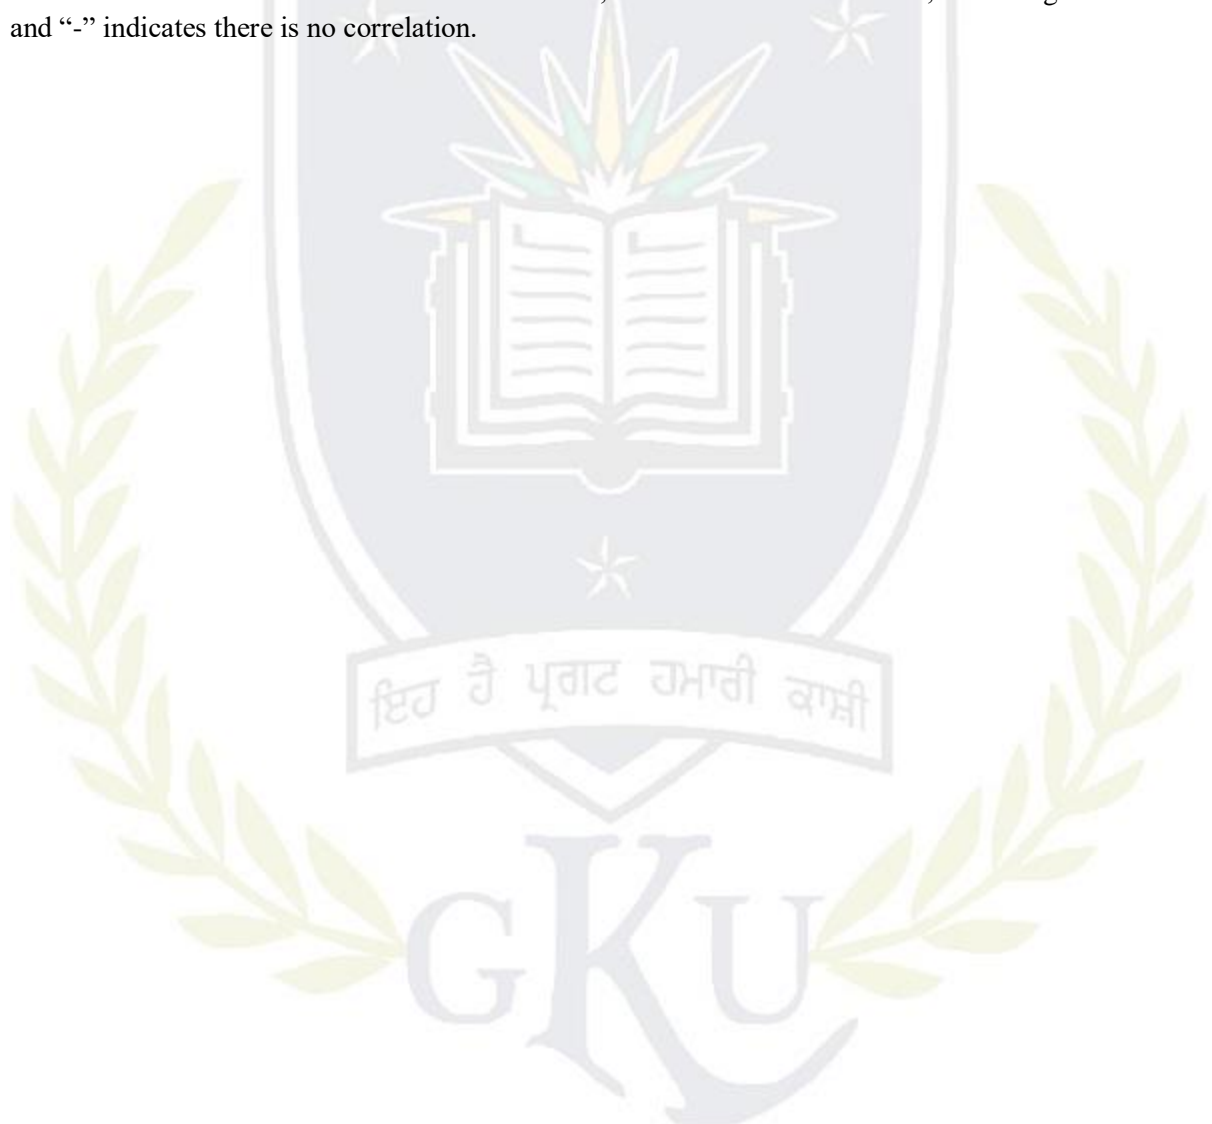 and “-” indicates there is no correlation.
ਇਹ ਹੈ ਪ੍ਰਗਟ ਹਮਾਰੀ ਕਾਸ਼ੀ
GKU